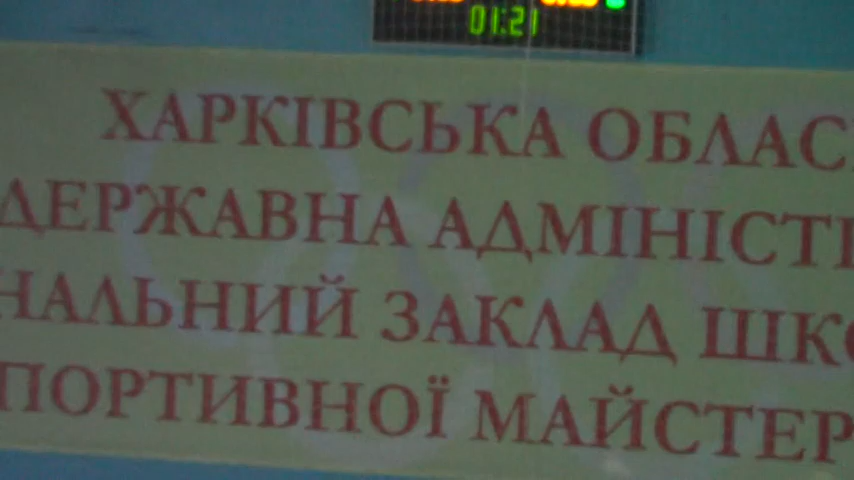 01:21
ХАРКІВСЬКА ОБЛАС
ДЕРЖАВНА АДМІНІСТ
НАЛЬНИЙ ЗАКЛАД ШК
ПОРТИВНОЇ МАЙСТЕР